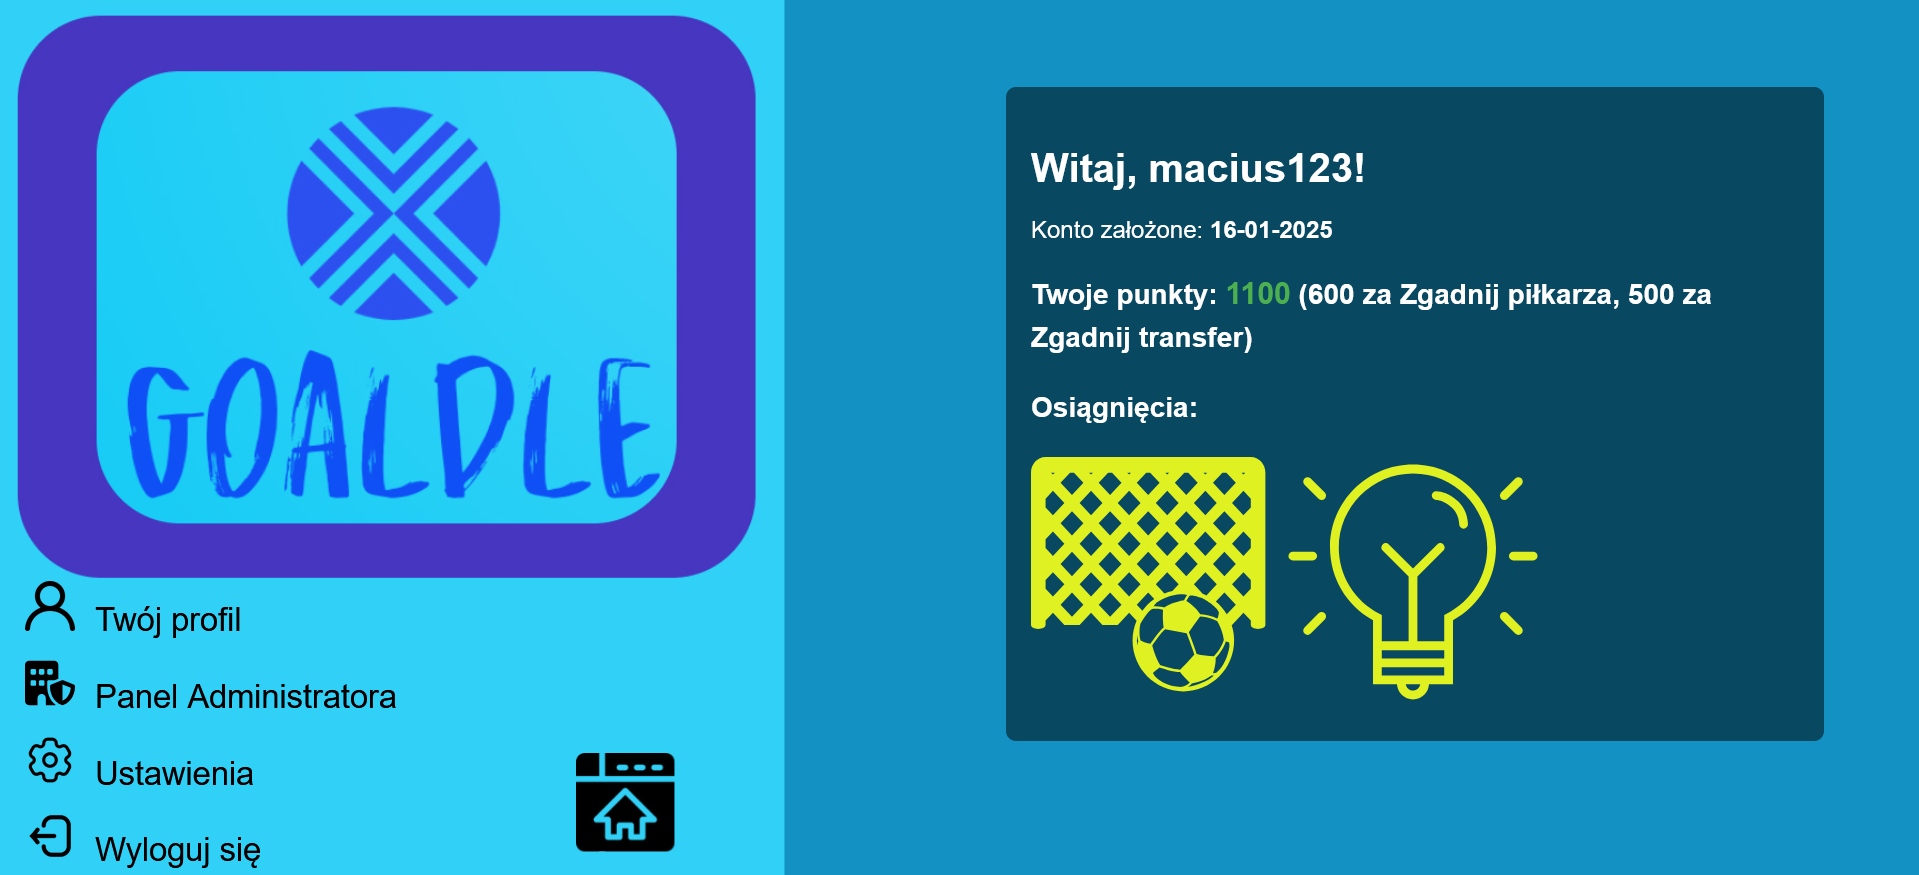 GOALDLE
Twój profil
Panel Administratora
Ustawienia
Wyloguj się
Witaj, macius123!
Konto założone: 16-01-2025
Twoje punkty: 1100 (600 za Zgadnij piłkarza, 500 za
Zgadnij transfer)
Osiągnięcia: